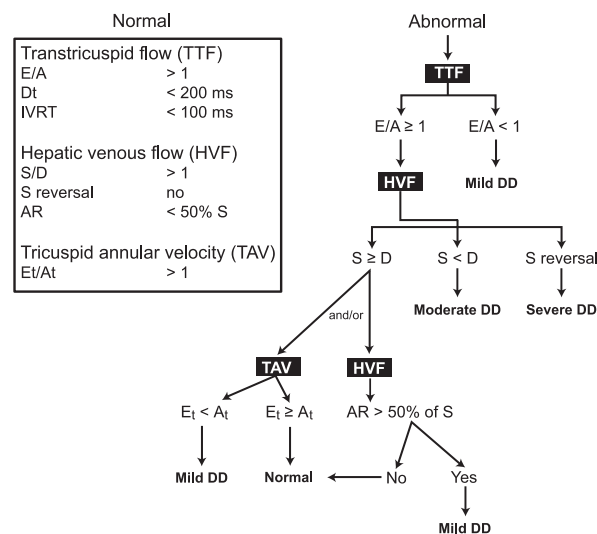 Normal
Transtricuspid flow (TTF)
E/A > 1
Dt < 200 ms
IVRT < 100 ms
Hepatic venous flow (HVF)
S/D > 1
S reversal no
AR < 50% S
Tricuspid annular velocity (TAV)
Et/At > 1
Abnormal
TTF
E/A ≥ 1 E/A < 1
HVF Mild DD
S ≥ D S < D S reversal
and/or Moderate DD Severe DD
TAV HVF
Et < At Et ≥ At AR > 50% of S
Mild DD Normal No Yes
Mild DD